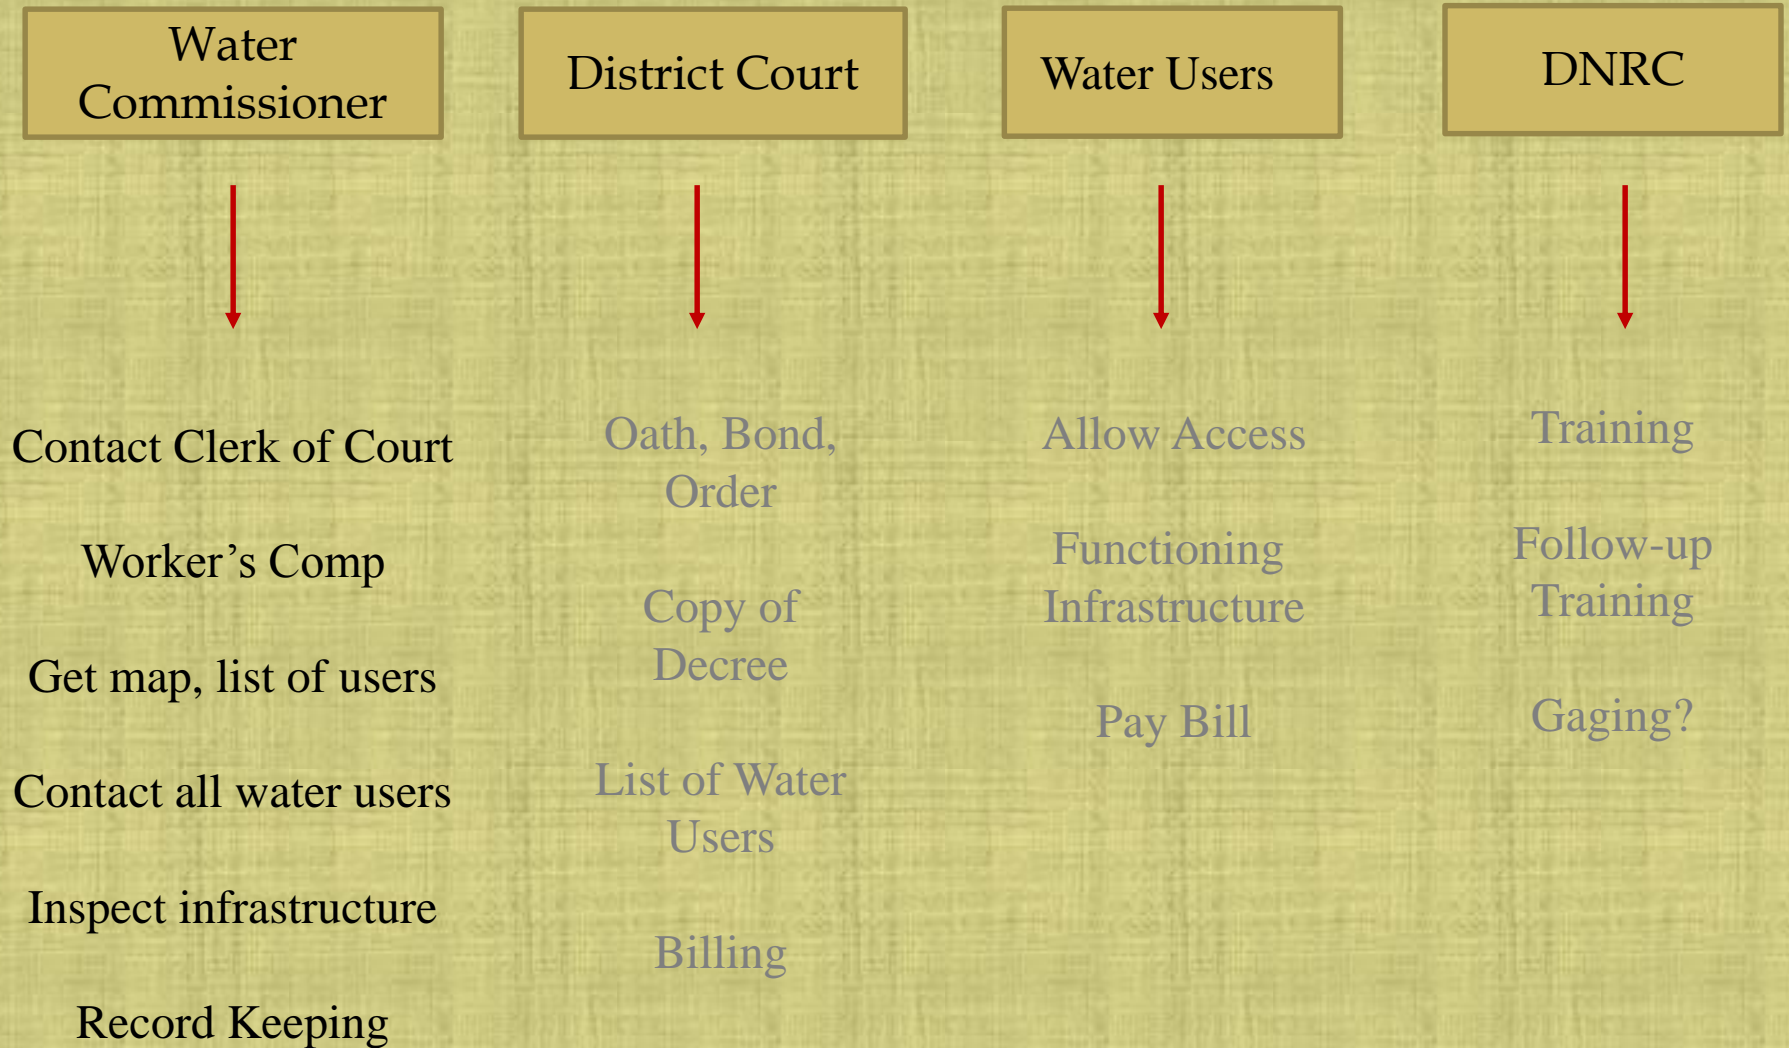 Water
Commissioner
District Court
Water Users
DNRC
Contact Clerk of Court
Worker’s Comp
Get map, list of users
Contact all water users
Inspect infrastructure
Record Keeping
Oath, Bond,
Order
Copy of
Decree
List of Water
Users
Billing
Allow Access
Functioning
Infrastructure
Pay Bill
Training
Follow-up
Training
Gaging?